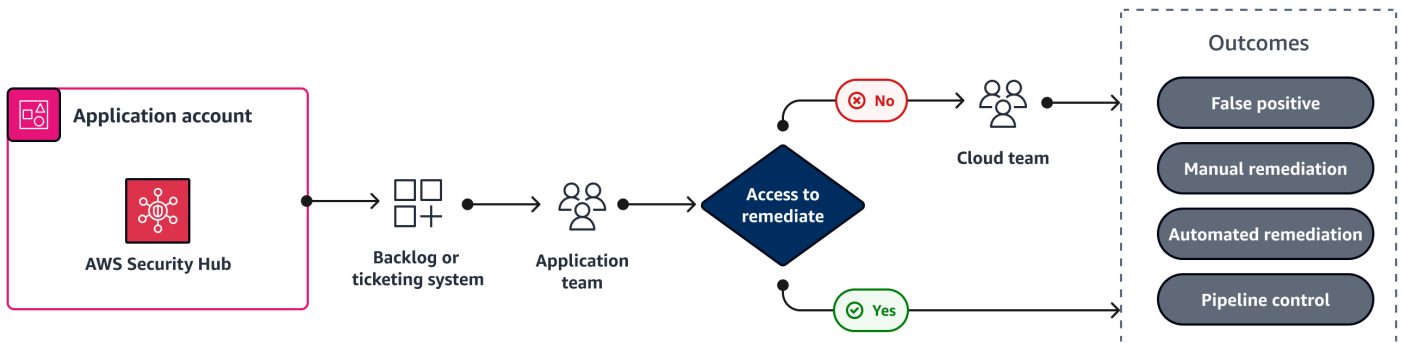 Application account
AWS Security Hub
Backlog or
ticketing system
Application
team
Access to
remediate
No
Cloud team
Yes
Outcomes
False positive
Manual remediation
Automated remediation
Pipeline control